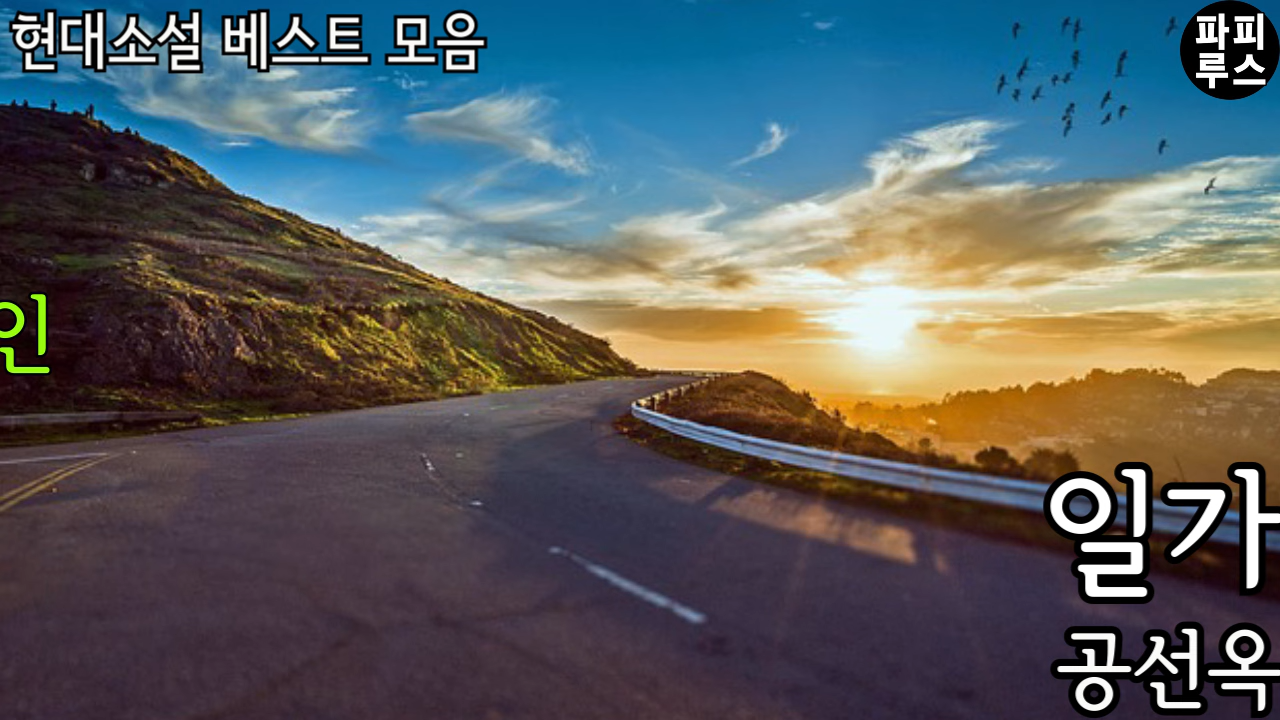 현대소설 베스트 모음
파피
루스
인
일가
공선옥